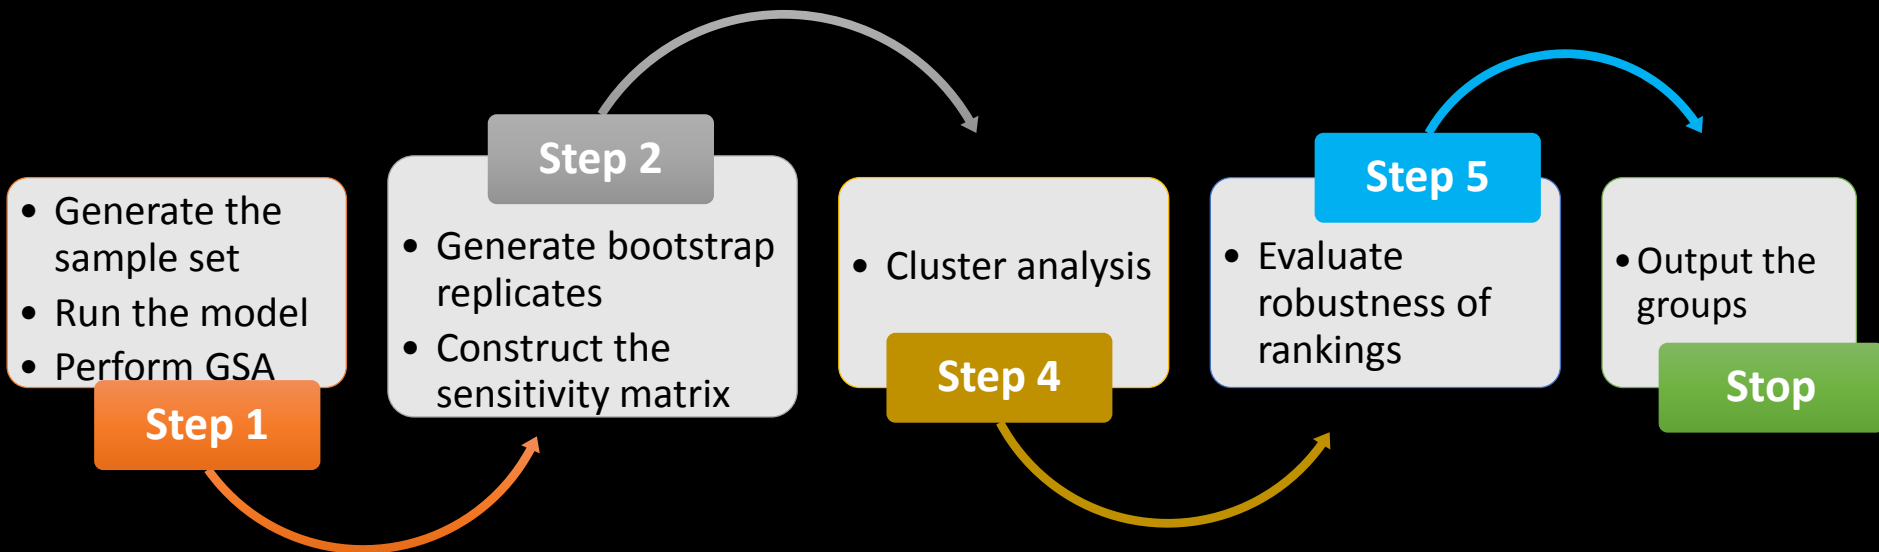 • Generate the
sample set
• Run the model
• Perform GSA
Step 1
Step 2
• Generate bootstrap
replicates
• Construct the
sensitivity matrix
• Cluster analysis
Step 4
Step 5
• Evaluate
robustness of
rankings
• Output the
groups
Stop